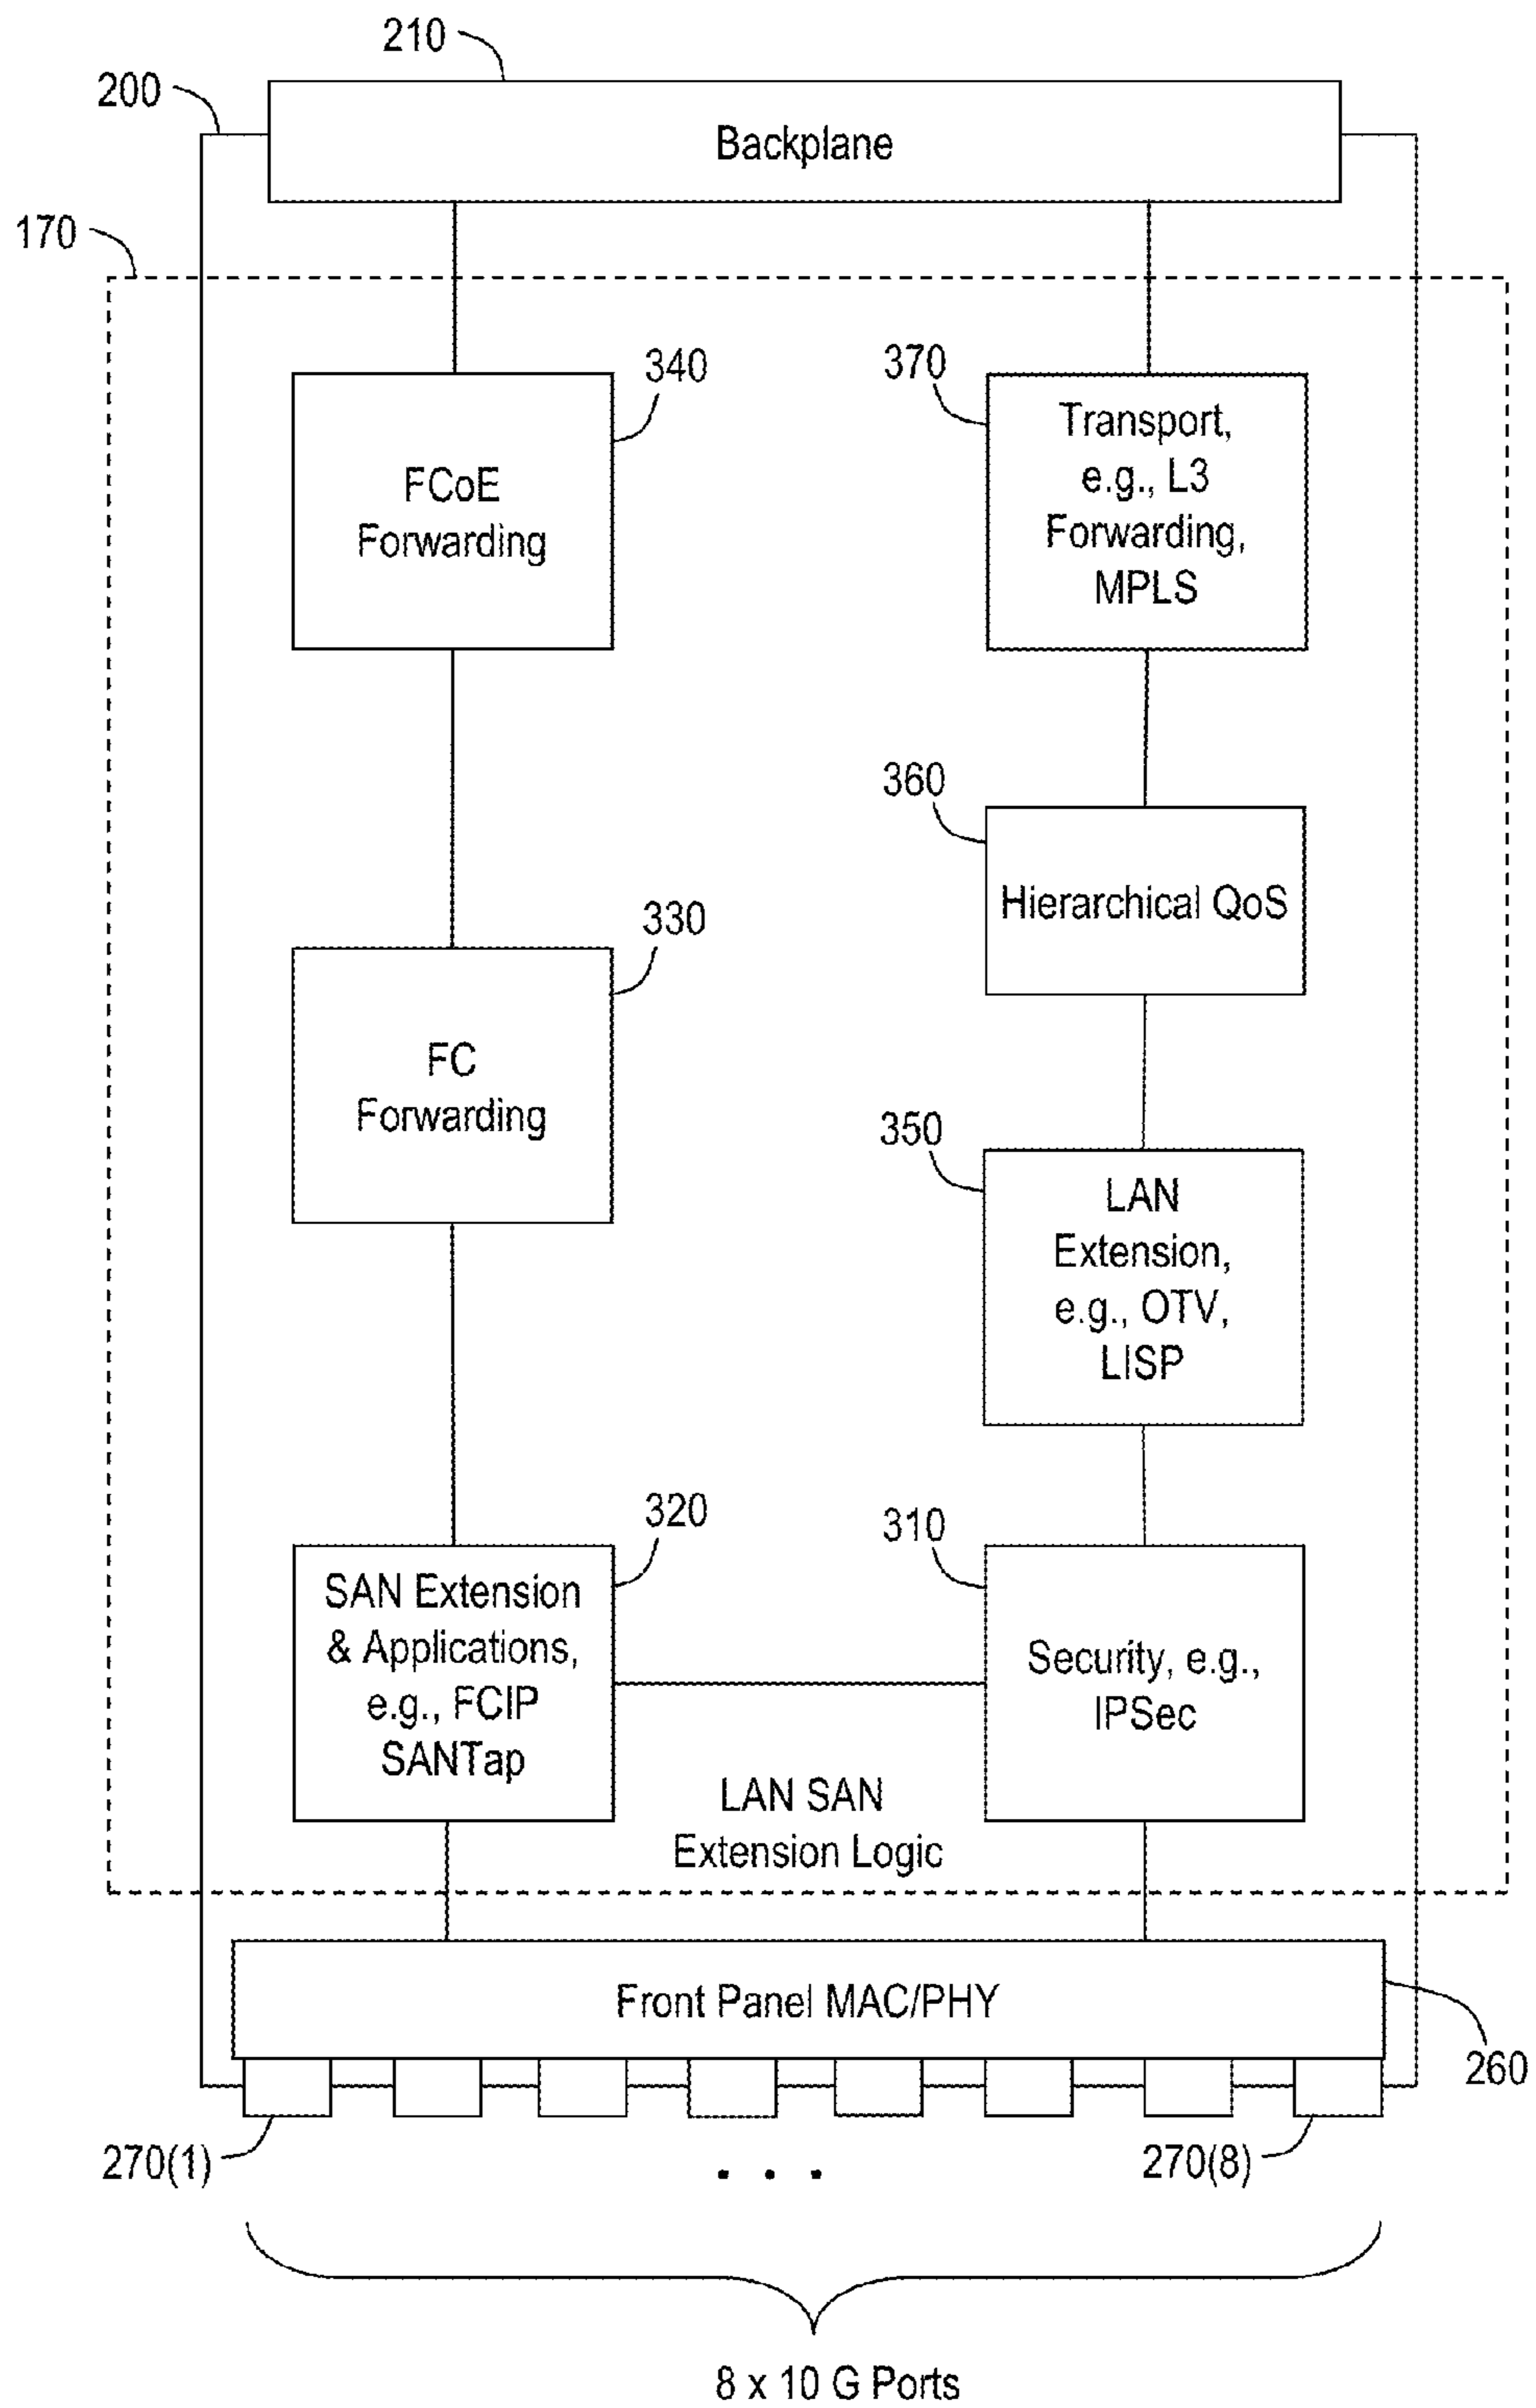 210
200
Backplane
170
340
370
FCoE
Forwarding
Transport,
e.g., L3
Forwarding,
MPLS
360
Hierarchical QoS
330
FC
Forwarding
350
LAN
Extension,
e.g., OTV,
LISP
320
310
SAN Extension
& Applications,
e.g., FCIP
SANTap
Security, e.g.,
IPSec
LAN SAN
Extension Logic
Front Panel MAC/PHY
260
270(1)
. . .
270(8)
8 x 10 G Ports